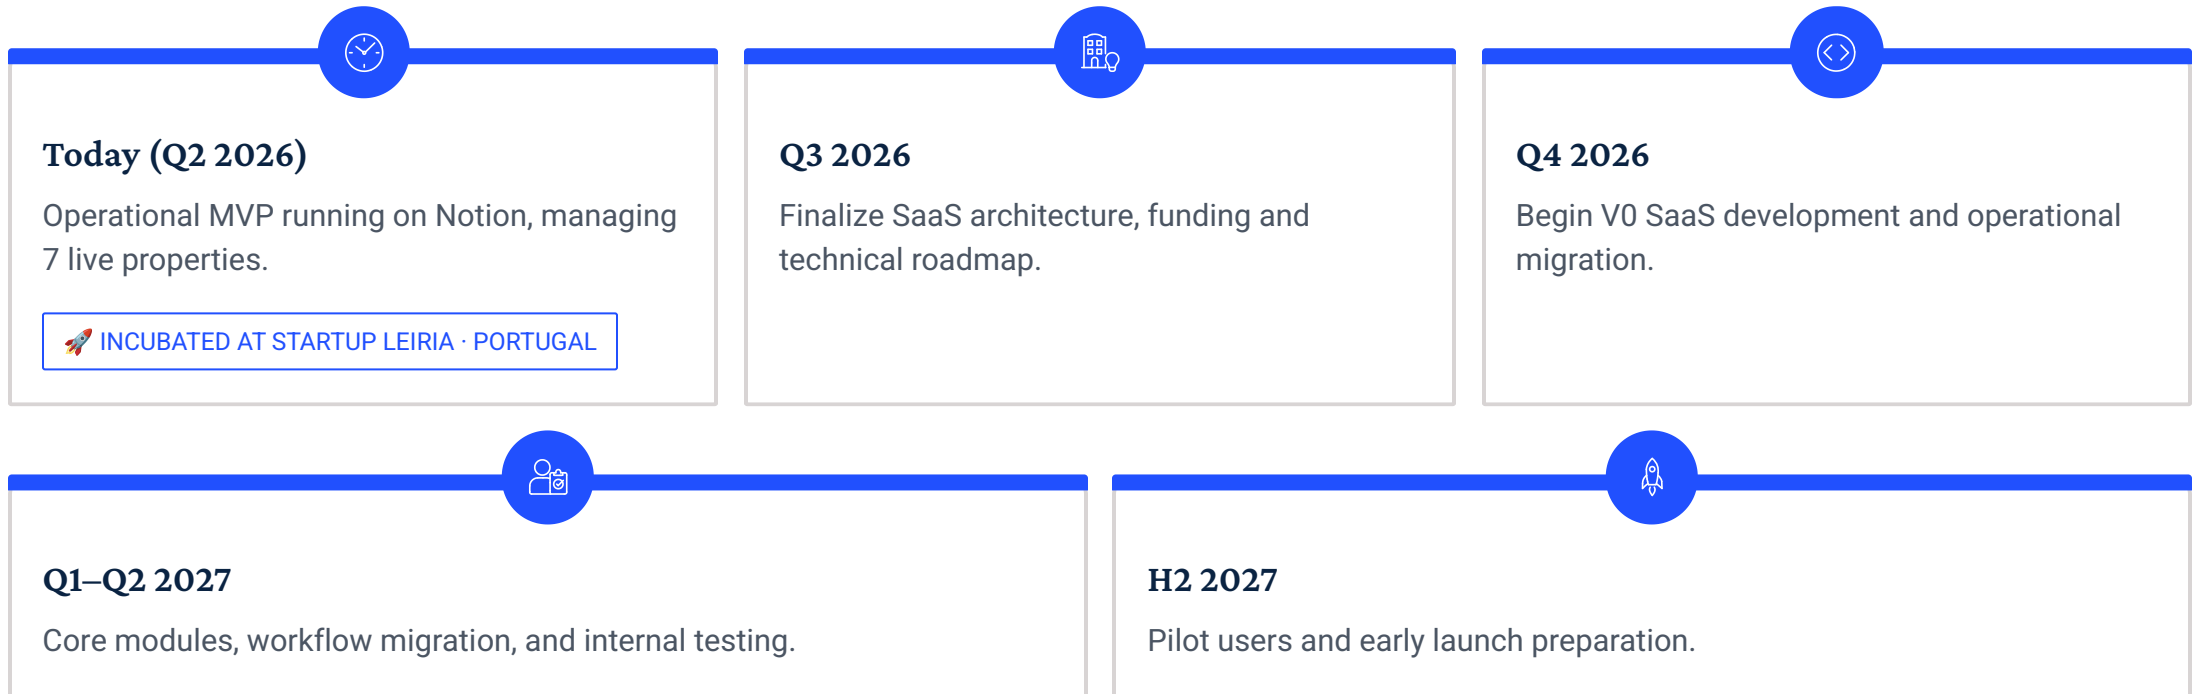 Today (Q2 2026)
Operational MVP running on Notion, managing
7 live properties.
🚀 INCUBATED AT STARTUP LEIRIA · PORTUGAL
Q3 2026
Finalize SaaS architecture, funding and
technical roadmap.
Q4 2026
Begin V0 SaaS development and operational
migration.
Q1–Q2 2027
Core modules, workflow migration, and internal testing.
H2 2027
Pilot users and early launch preparation.